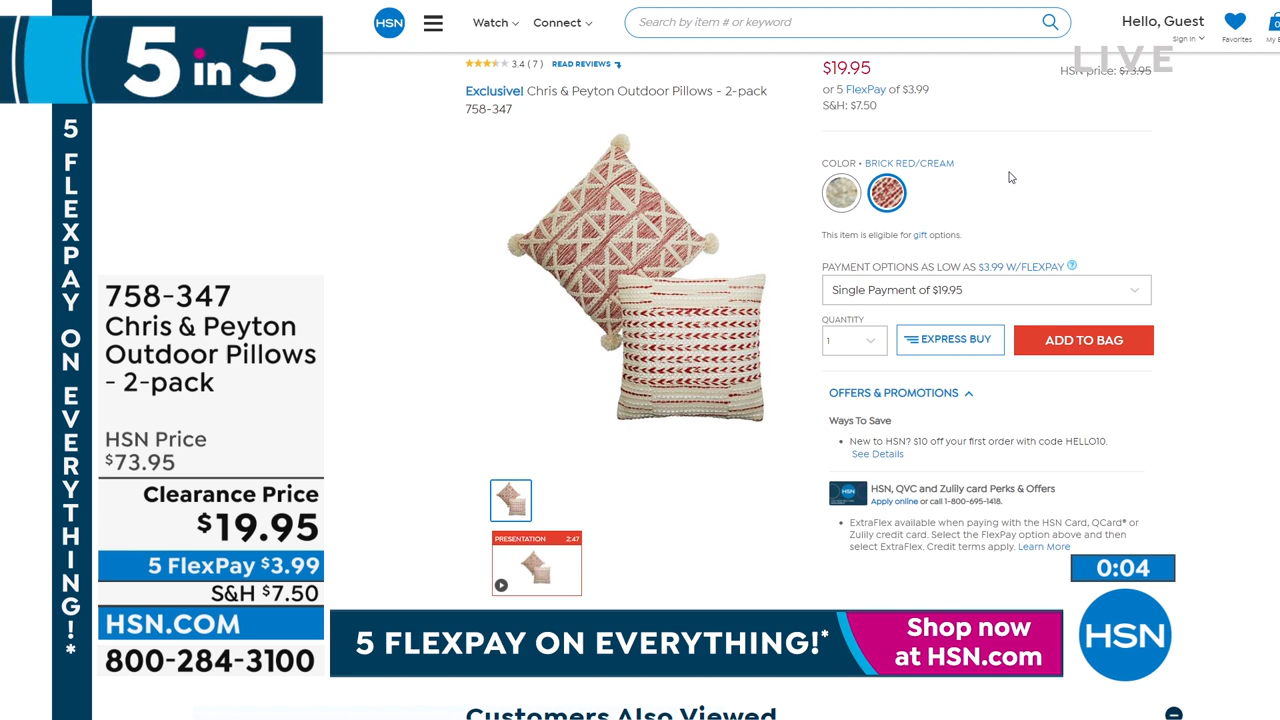 5 in 5
5 FLEXPAY ON EVERYTHING!*
758-347
Chris & Peyton
Outdoor Pillows
- 2-pack
HSN Price
$73.95
Clearance Price
$19.95
5 FlexPay $3.99
S&H $7.50
HSN.COM
800-284-3100
HSN
Watch
Connect
Search by item # or keyword
Hello, Guest
Sign In
Favorites
My B
0
LIVE
3.4 ( 7 ) READ REVIEWS
Exclusive! Chris & Peyton Outdoor Pillows - 2-pack
758-347
$19.95
HSN price: $73.95
or 5 FlexPay of $3.99
S&H: $7.50
COLOR • BRICK RED/CREAM
This item is eligible for gift options.
PAYMENT OPTIONS AS LOW AS $3.99 W/FLEXPAY ?
Single Payment of $19.95
QUANTITY
1
EXPRESS BUY
ADD TO BAG
OFFERS & PROMOTIONS
Ways To Save
• New to HSN? $10 off your first order with code HELLO10.
See Details
HSN
HSN, QVC and Zulily card Perks & Offers
Apply online or call 1-800-695-1418.
• ExtraFlex available when paying with the HSN Card, QCard® or
Zulily credit card. Select the FlexPay option above and then
select ExtraFlex. Credit terms apply. Learn More
PRESENTATION 2:47
0:04
5 FLEXPAY ON EVERYTHING!*
Shop now
at HSN.com
HSN
Customers Also Viewed